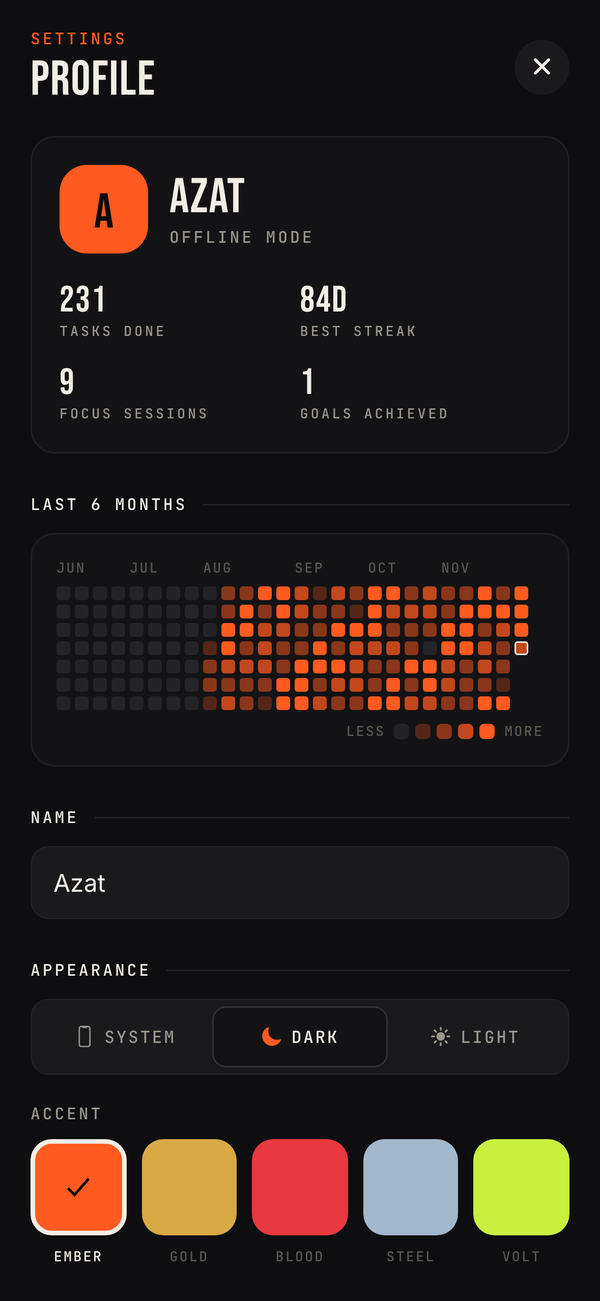 SETTINGS
PROFILE
A
AZAT
OFFLINE MODE
231
84D
TASKS DONE
BEST STREAK
9
1
FOCUS SESSIONS
GOALS ACHIEVED
LAST 6 MONTHS
JUN JUL AUG SEP OCT NOV
LESS MORE
NAME
Azat
APPEARANCE
SYSTEM DARK LIGHT
ACCENT
EMBER GOLD BLOOD STEEL VOLT